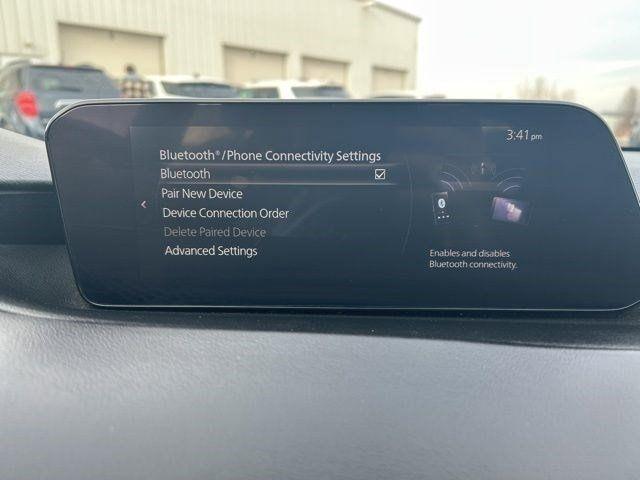 3:41 pm
Bluetooth®/Phone Connectivity Settings
Bluetooth
Pair New Device
Device Connection Order
Delete Paired Device
Advanced Settings
Enables and disables
Bluetooth connectivity.